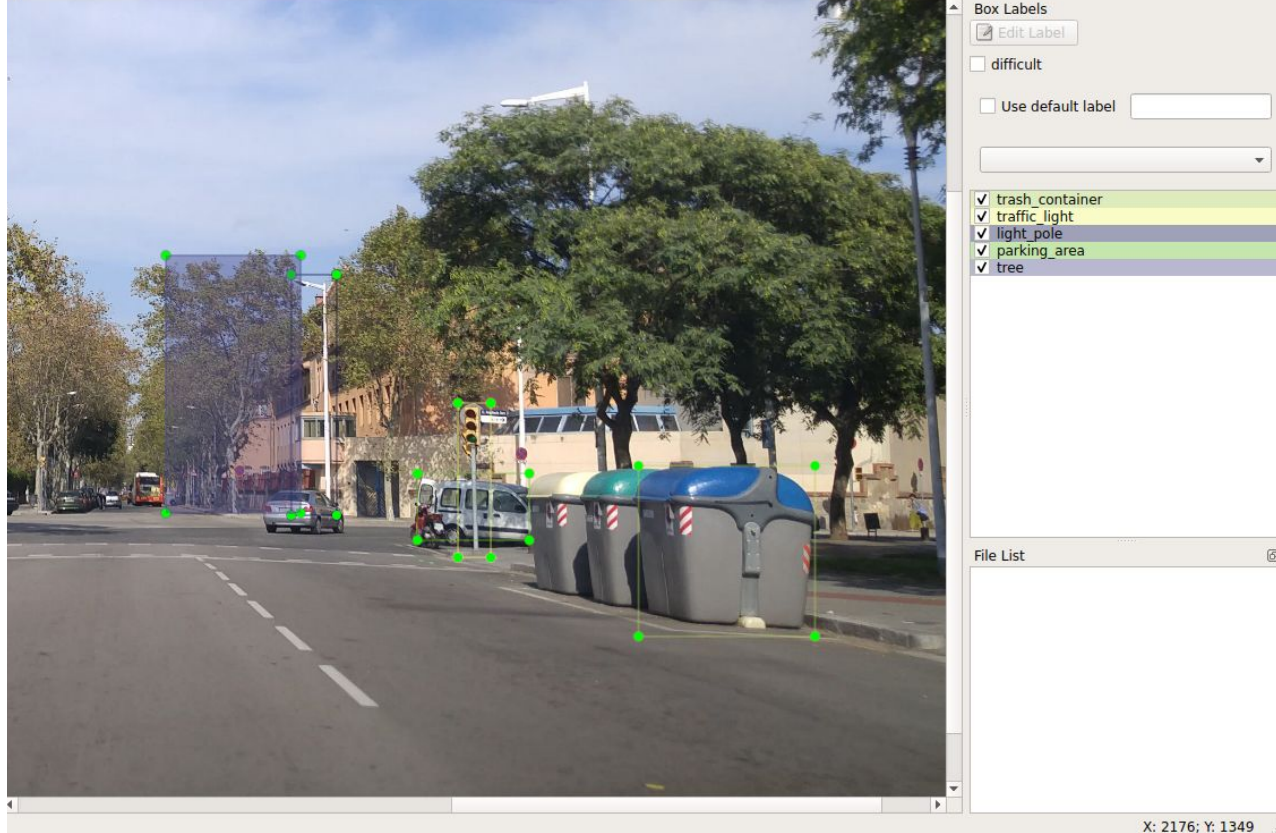 Box Labels
Edit Label
difficult
Use default label
trash_container
traffic_light
light_pole
parking_area
tree
File List
X: 2176; Y: 1349